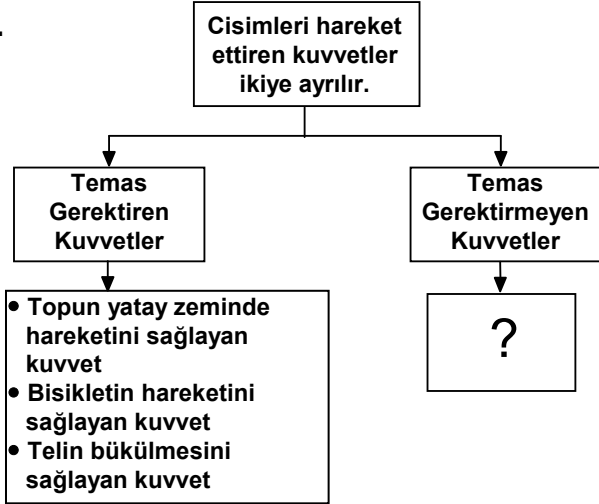 Cisimleri hareket
ettiren kuvvetler
ikiye ayrılır.
Temas
Gerektiren
Kuvvetler
Temas
Gerektirmeyen
Kuvvetler
• Topun yatay zeminde
hareketini sağlayan
kuvvet
• Bisikletin hareketini
sağlayan kuvvet
• Telin bükülmesini
sağlayan kuvvet
?